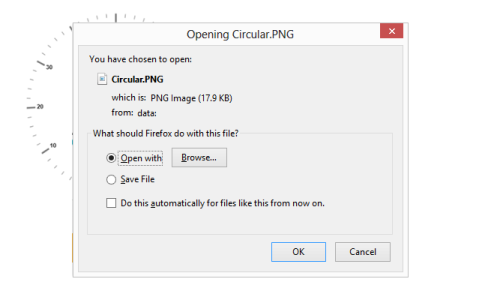 Opening Circular.PNG
You have chosen to open:
Circular.PNG
which is: PNG Image (17.9 KB)
from: data:
What should Firefox do with this file?
Open with Browse...
Save File
Do this automatically for files like this from now on.
OK Cancel
30
20
10